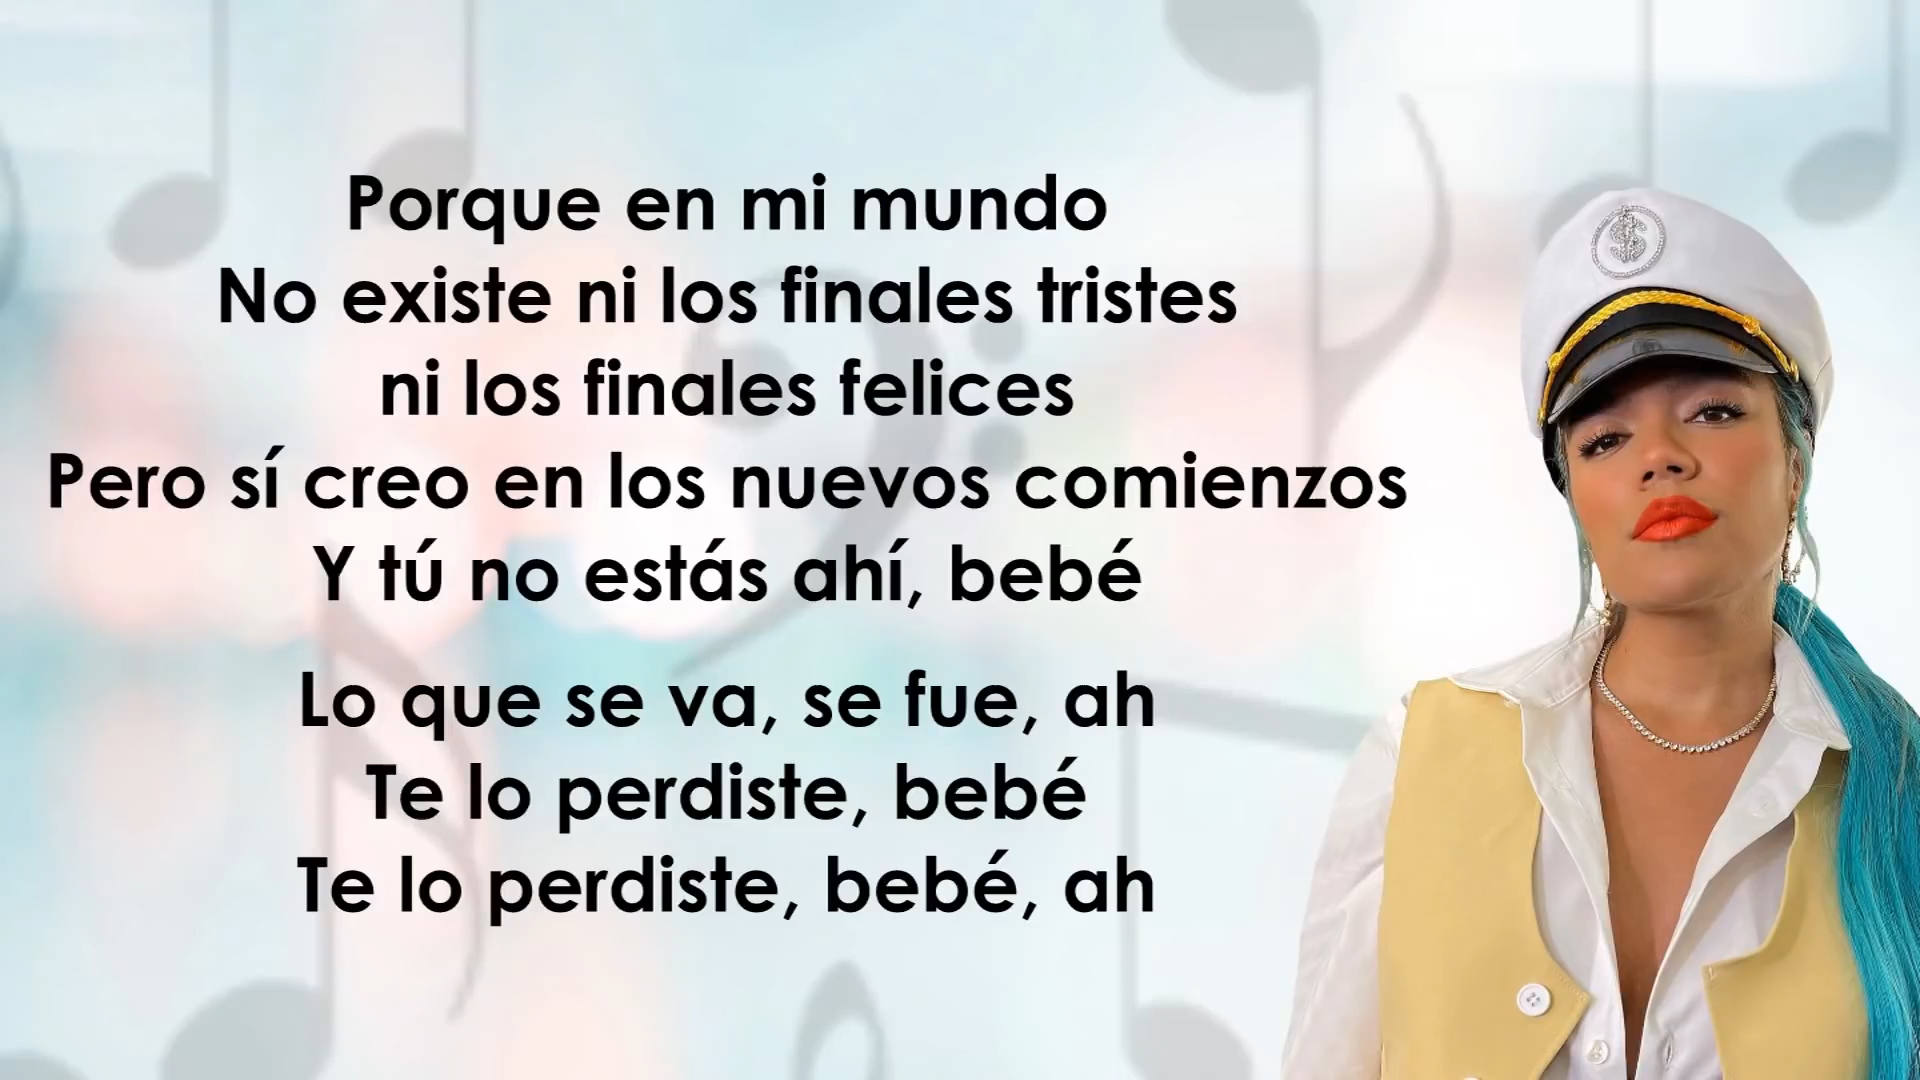 Porque en mi mundo
No existe ni los finales tristes
ni los finales felices
Pero sí creo en los nuevos comienzos
Y tú no estás ahí, bebé
Lo que se va, se fue, ah
Te lo perdiste, bebé
Te lo perdiste, bebé, ah